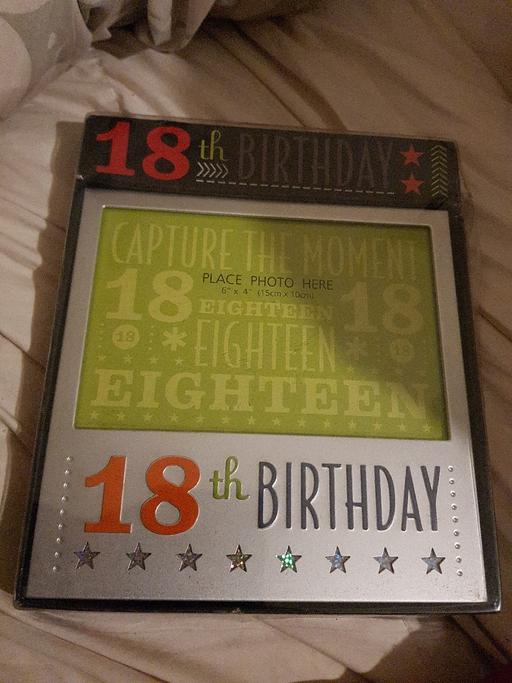 18th BIRTHDAY
CAPTURE THE MOMENT
PLACE PHOTO HERE
6" x 4" (15cm x 10cm)
18 EIGHTEEN 18
18 EIGHTEEN 18
EIGHTEEN
18th BIRTHDAY